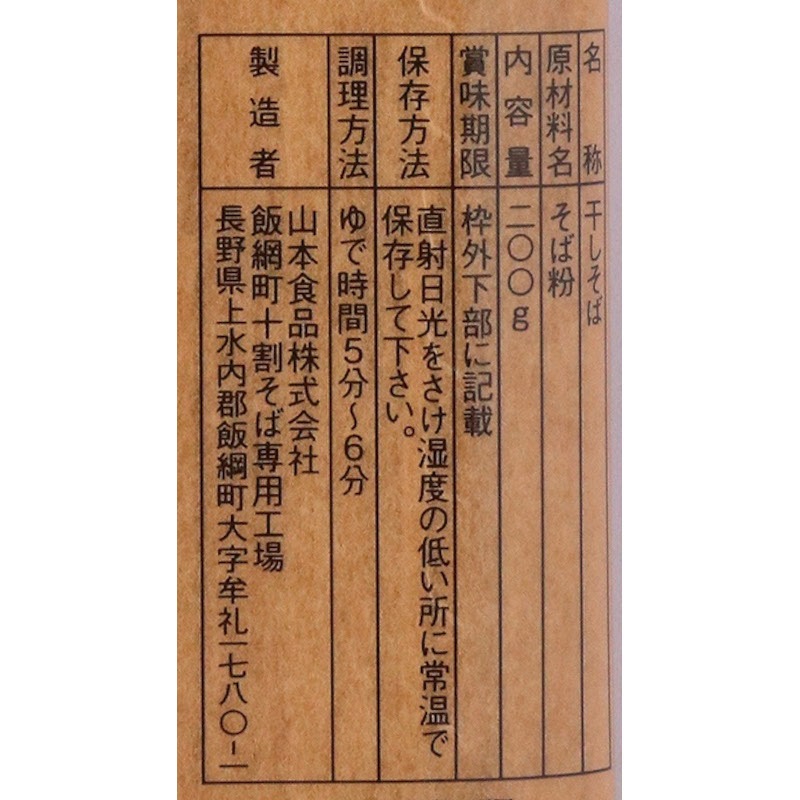 名称
干しそば
原材料名
そば粉
内容量
二〇〇g
賞味期限
枠外下部に記載
保存方法
直射日光をさけ湿度の低い所に常温で
保存して下さい。
調理方法
ゆで時間5分〜6分
製造者
山本食品株式会社
飯綱町十割そば専用工場
長野県上水内郡飯綱町大字牟礼一七八〇-一